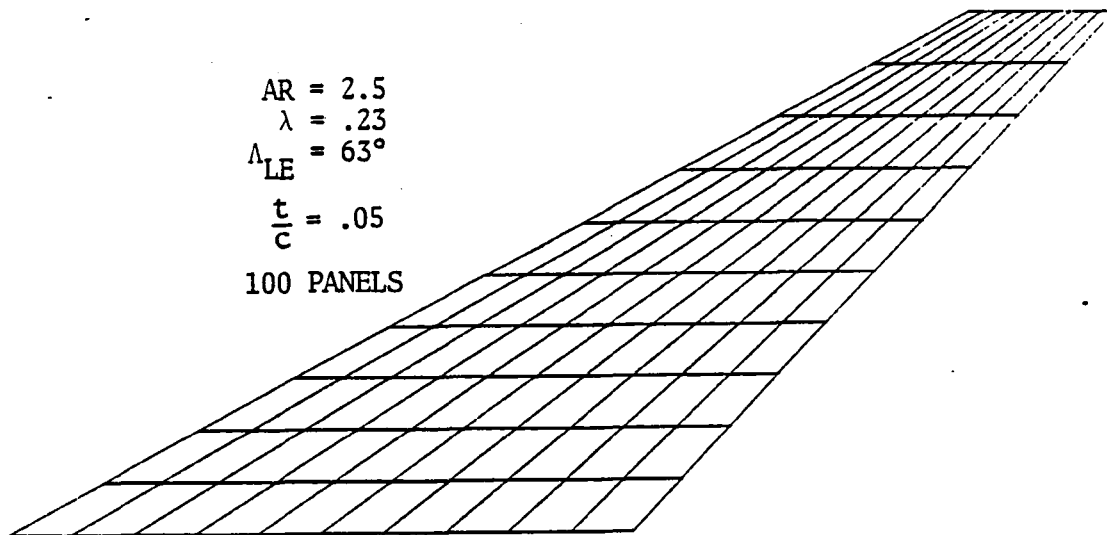 AR = 2.5
λ = .23
Λ_LE = 63°
t/c = .05
100 PANELS